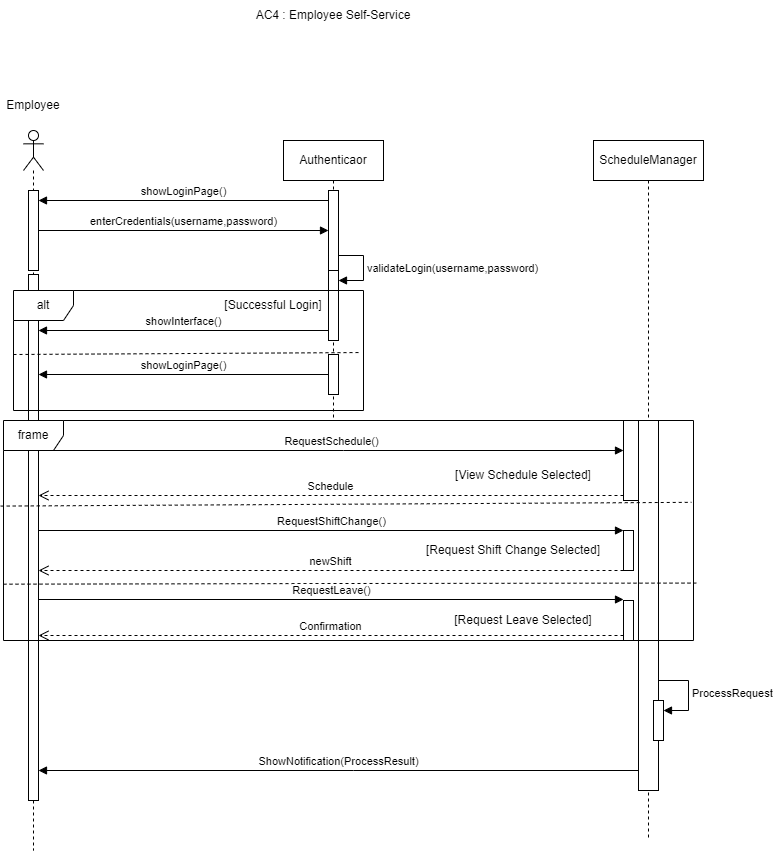 AC4 : Employee Self-Service
Employee
Authenticaor
ScheduleManager
showLoginPage()
enterCredentials(username,password)
validateLogin(username,password)
alt
[Successful Login]
showInterface()
showLoginPage()
frame
RequestSchedule()
[View Schedule Selected]
Schedule
RequestShiftChange()
[Request Shift Change Selected]
newShift
RequestLeave()
[Request Leave Selected]
Confirmation
ProcessRequest
ShowNotification(ProcessResult)